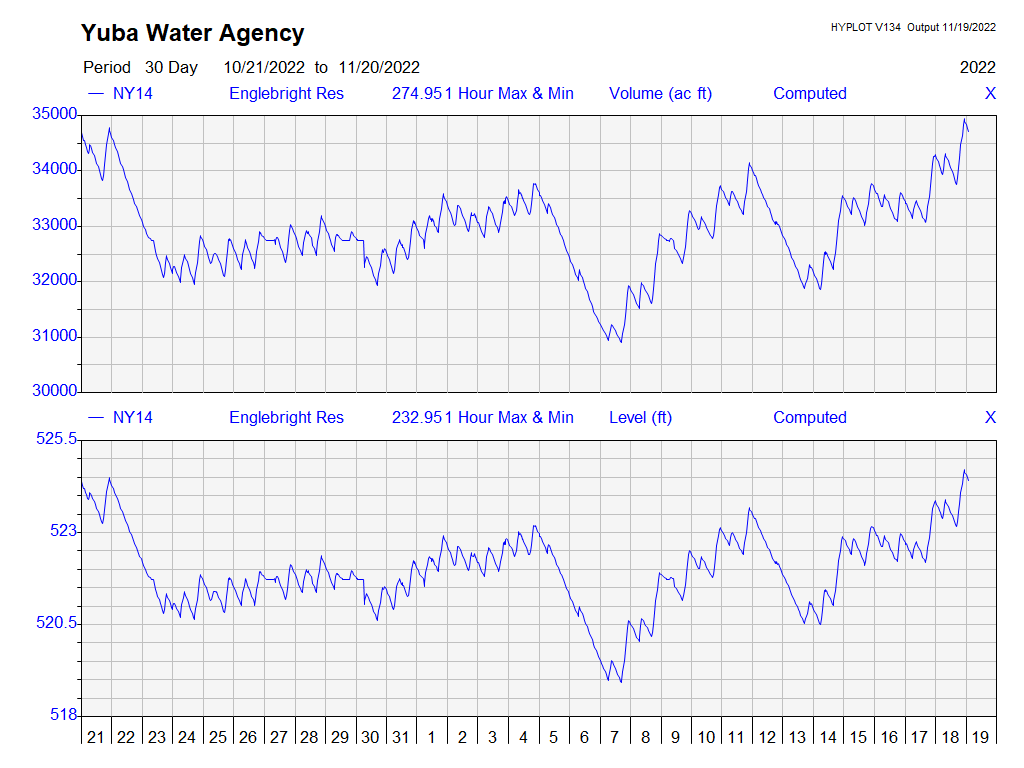 Yuba Water Agency
HYPLOT V134 Output 11/19/2022
Period 30 Day 10/21/2022 to 11/20/2022 2022
NY14 Englebright Res 274.951 Hour Max & Min Volume (ac ft) Computed X
35000
34000
33000
32000
31000
30000
NY14 Englebright Res 232.951 Hour Max & Min Level (ft) Computed X
525.5
523
520.5
518
21 22 23 24 25 26 27 28 29 30 31 1 2 3 4 5 6 7 8 9 10 11 12 13 14 15 16 17 18 19